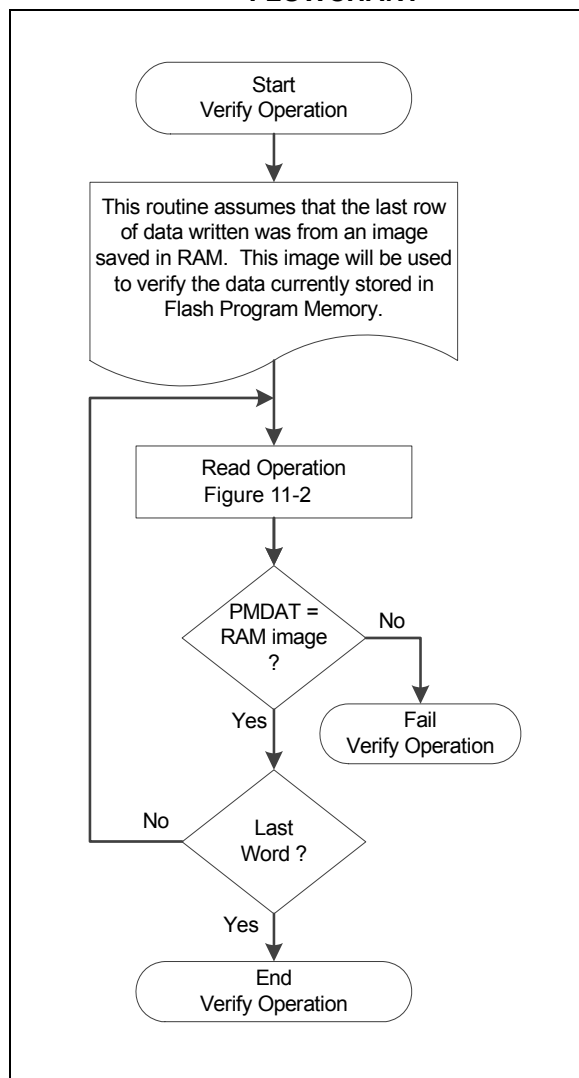 FLOWCHART
Start
Verify Operation
This routine assumes that the last row
of data written was from an image
saved in RAM. This image will be used
to verify the data currently stored in
Flash Program Memory.
Read Operation
Figure 11-2
PMDAT =
RAM image
?
No
Yes
Fail
Verify Operation
No
Last
Word ?
Yes
End
Verify Operation